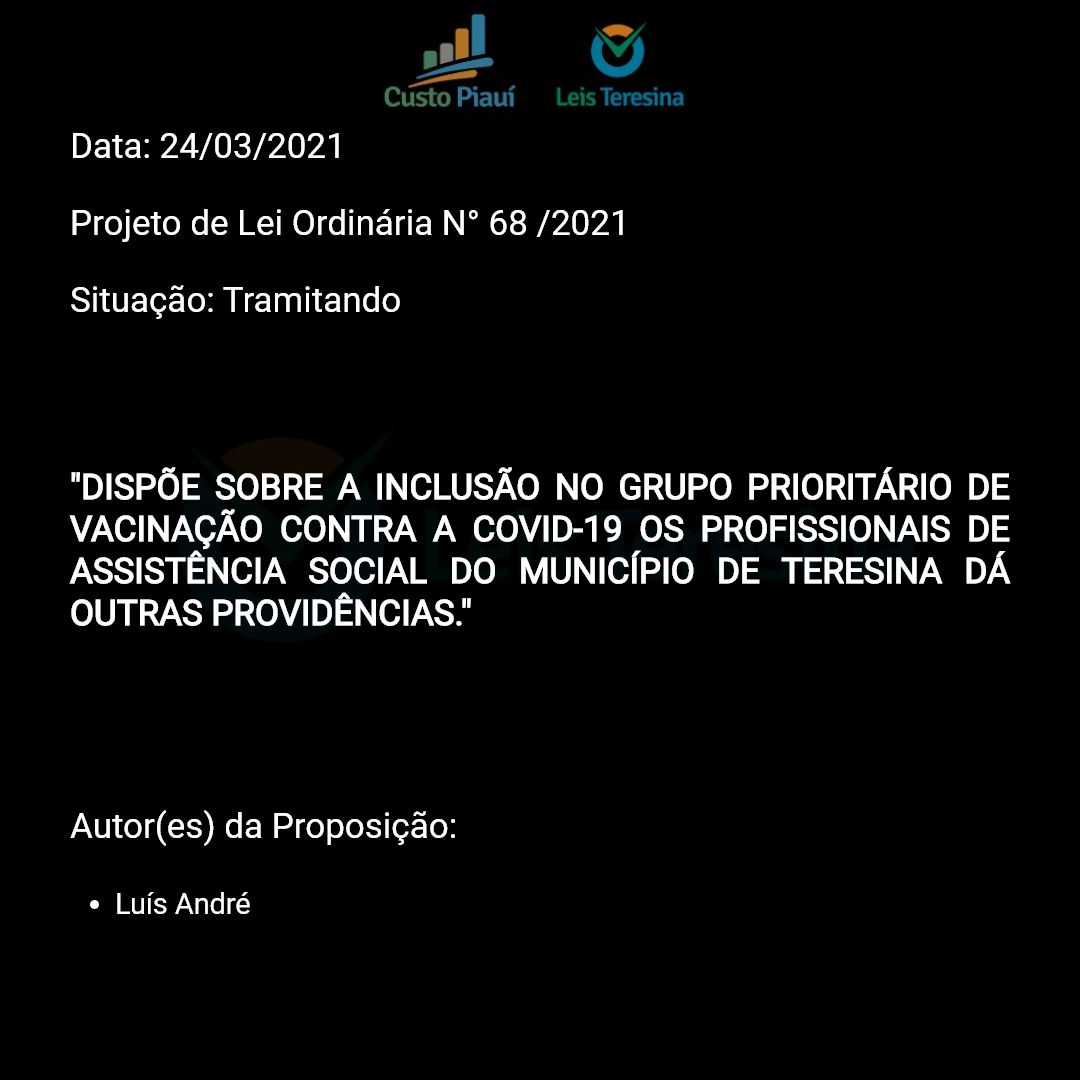 Custo Piauí Leis Teresina
Data: 24/03/2021
Projeto de Lei Ordinária N° 68 /2021
Situação: Tramitando
"DISPÕE SOBRE A INCLUSÃO NO GRUPO PRIORITÁRIO DE
VACINAÇÃO CONTRA A COVID-19 OS PROFISSIONAIS DE
ASSISTÊNCIA SOCIAL DO MUNICÍPIO DE TERESINA DÁ
OUTRAS PROVIDÊNCIAS."
Leis Teresina
Autor(es) da Proposição:
• Luís André